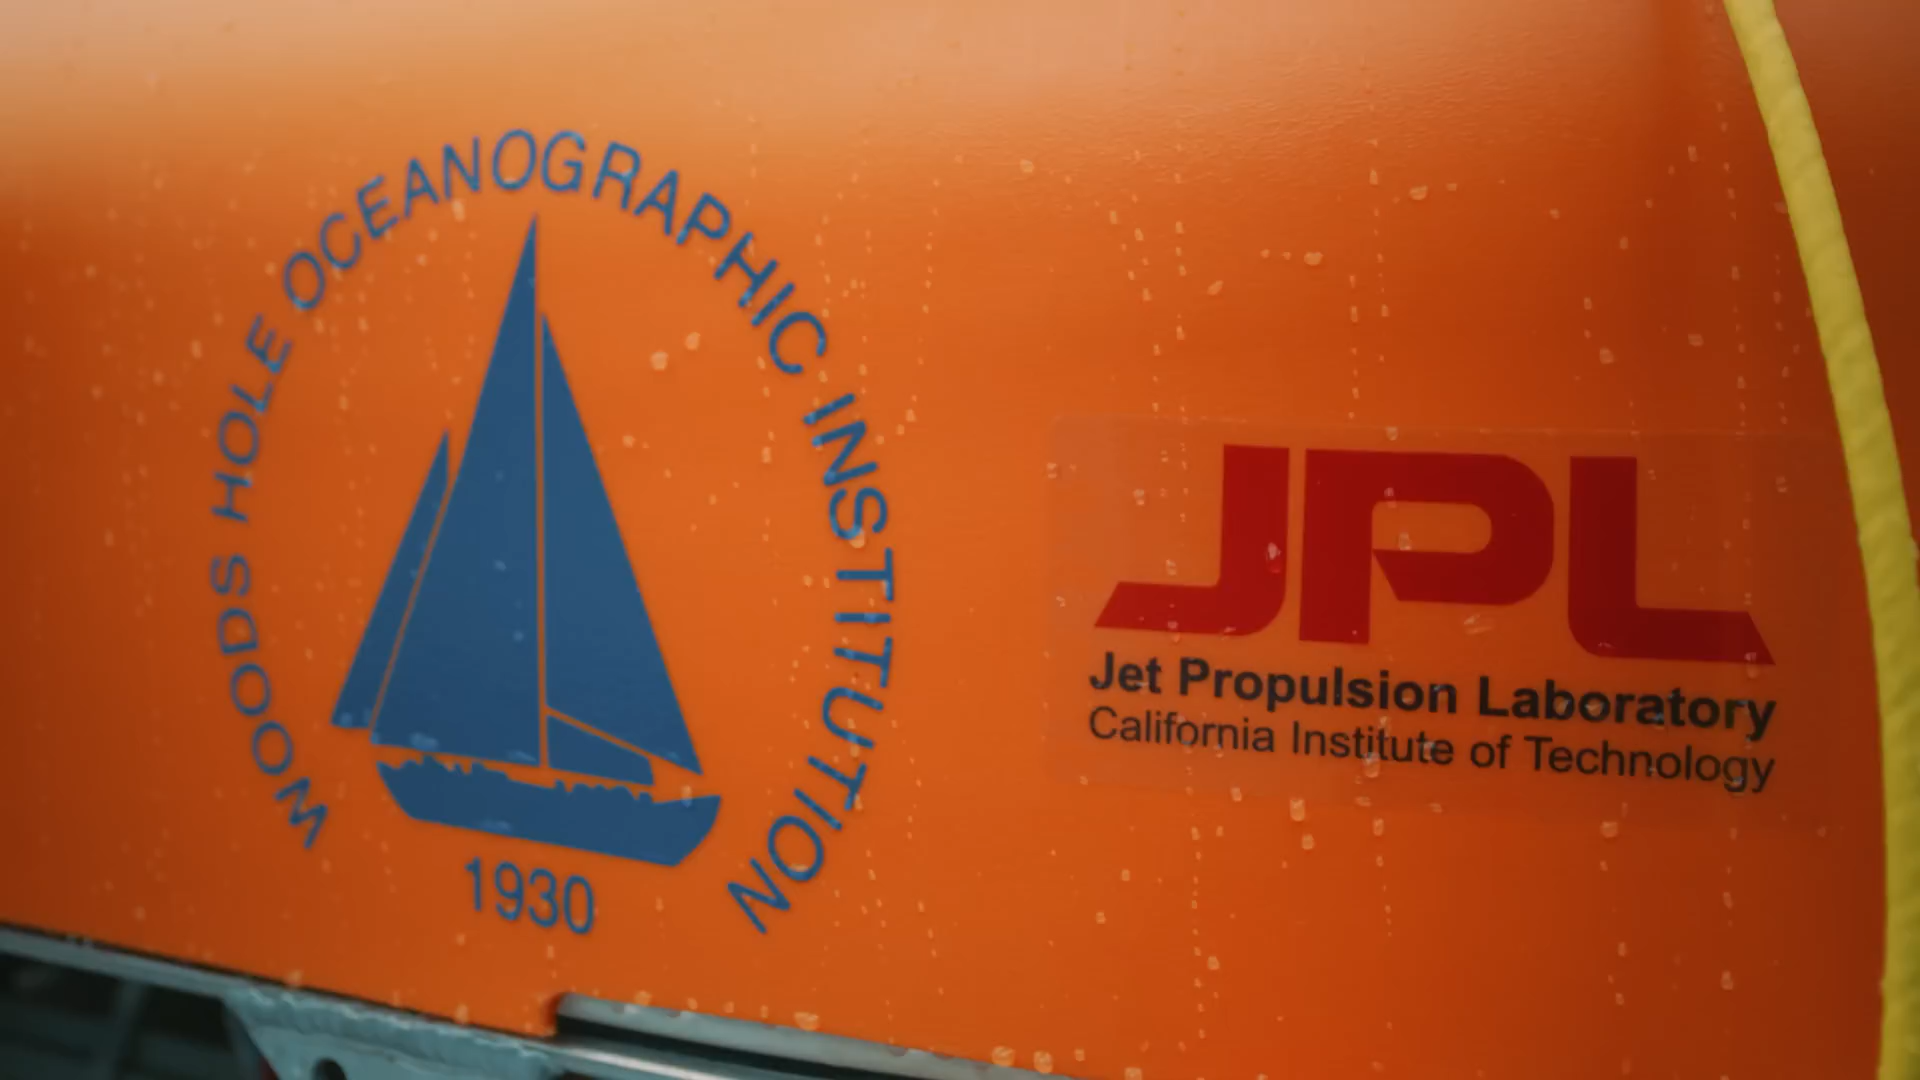 WOODS HOLE OCEANOGRAPHIC INSTITUTION
1930
JPL
Jet Propulsion Laboratory
California Institute of Technology